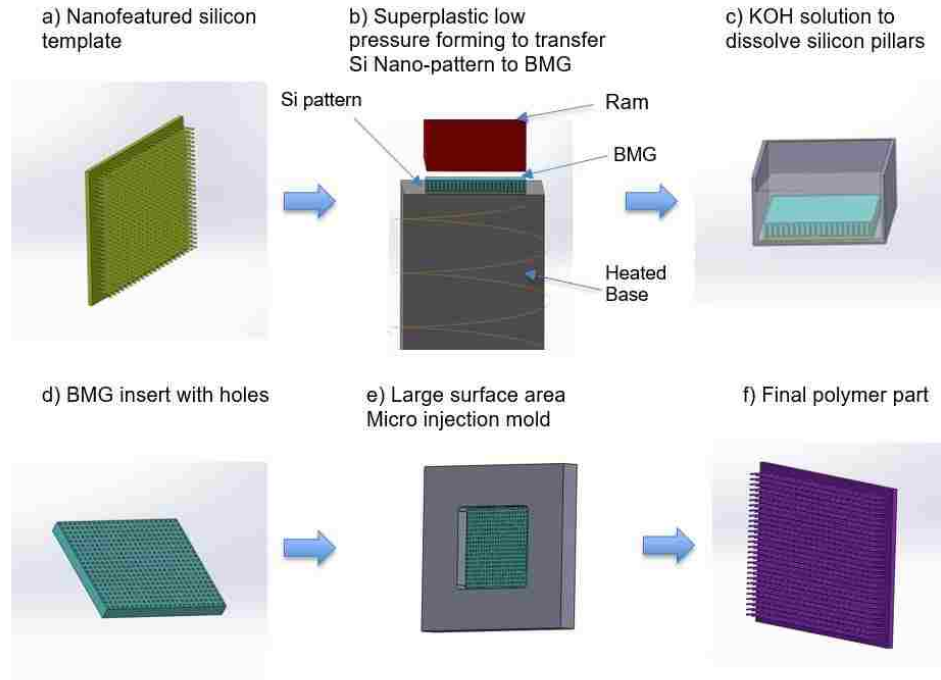 a) Nanofeatured silicon
template
b) Superplastic low
pressure forming to transfer
Si Nano-pattern to BMG
c) KOH solution to
dissolve silicon pillars
Si pattern
Ram
BMG
Heated
Base
d) BMG insert with holes
e) Large surface area
Micro injection mold
f) Final polymer part